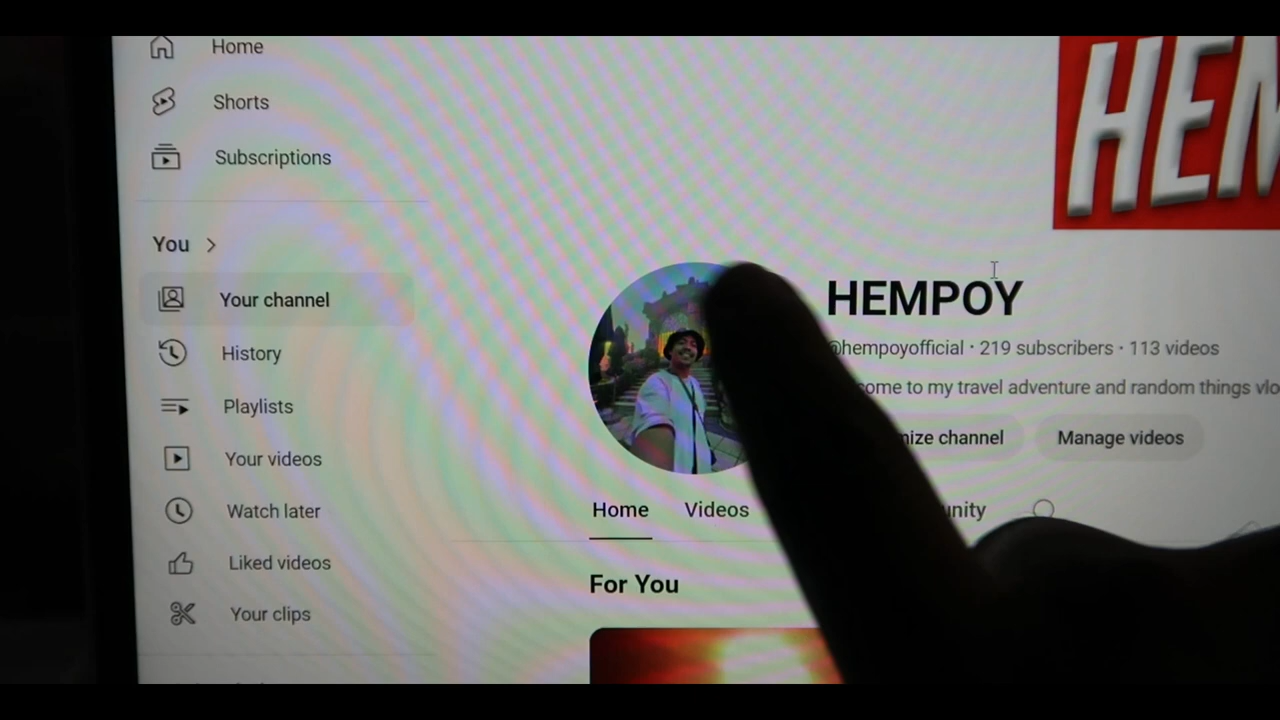 Home
Shorts
Subscriptions
HEM
You
Your channel
HEMPOY
History
@hempoyofficial · 219 subscribers · 113 videos
come to my travel adventure and random things vlo
Playlists
mize channel
Manage videos
Your videos
Watch later
Home
Videos
unity
Liked videos
For You
Your clips